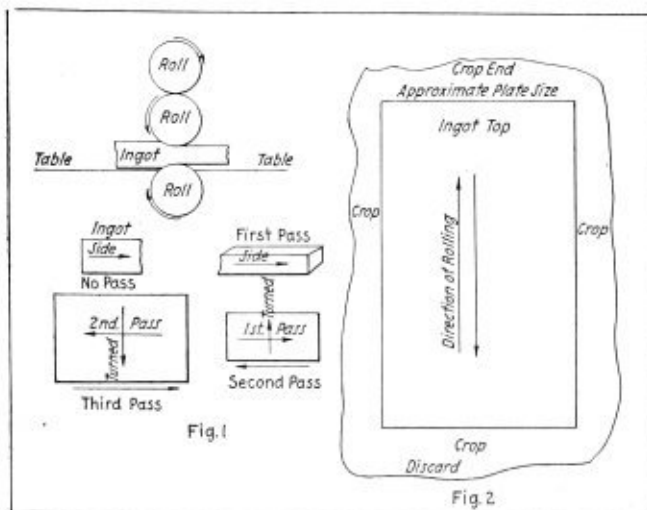 Roll
Roll
Ingot
Table
Table
Roll
Ingot
Side
No Pass
First Pass
Side
Turned
2nd. Pass
Turned
Third Pass
1st. Pass
Second Pass
Fig. 1
Crop End
Approximate Plate Size
Ingot Top
Crop
Crop
Direction of Rolling
Crop
Discard
Fig. 2